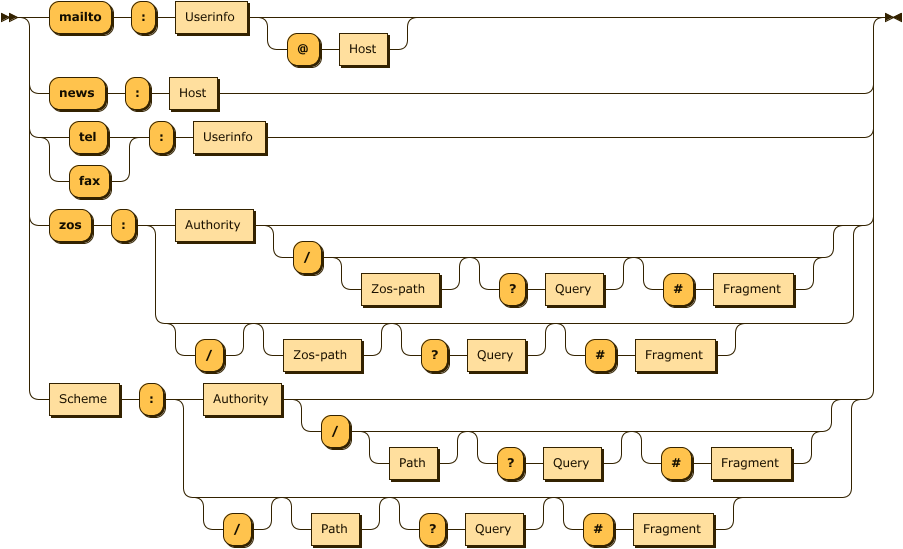 mailto : Userinfo
@ Host
news : Host
tel : Userinfo
fax
zos : Authority
/
Zos-path ? Query # Fragment
/ Zos-path ? Query # Fragment
Scheme : Authority
/
Path ? Query # Fragment
/ Path ? Query # Fragment